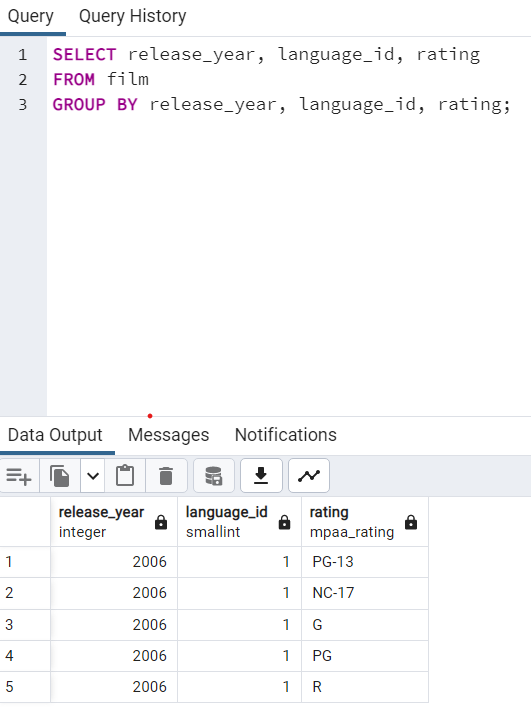 Query Query History
1 SELECT release_year, language_id, rating
2 FROM film
3 GROUP BY release_year, language_id, rating;
Data Output Messages Notifications
release_year language_id rating
integer smallint mpaa_rating
1 2006 1 PG-13
2 2006 1 NC-17
3 2006 1 G
4 2006 1 PG
5 2006 1 R